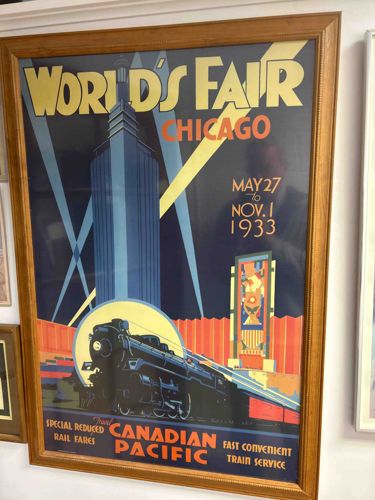 WORLD'S FAIR
CHICAGO
MAY 27
to
NOV. 1
1933
Travel
SPECIAL REDUCED
RAIL FARES
CANADIAN
PACIFIC
FAST CONVENIENT
TRAIN SERVICE